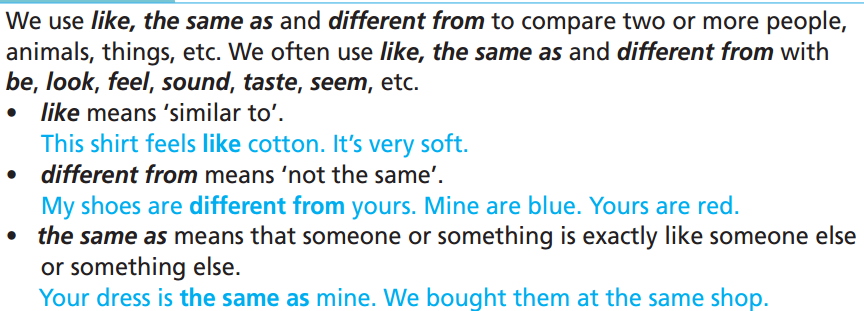 We use like, the same as and different from to compare two or more people,
animals, things, etc. We often use like, the same as and different from with
be, look, feel, sound, taste, seem, etc.
• like means ‘similar to’.
This shirt feels like cotton. It’s very soft.
• different from means ‘not the same’.
My shoes are different from yours. Mine are blue. Yours are red.
• the same as means that someone or something is exactly like someone else
or something else.
Your dress is the same as mine. We bought them at the same shop.